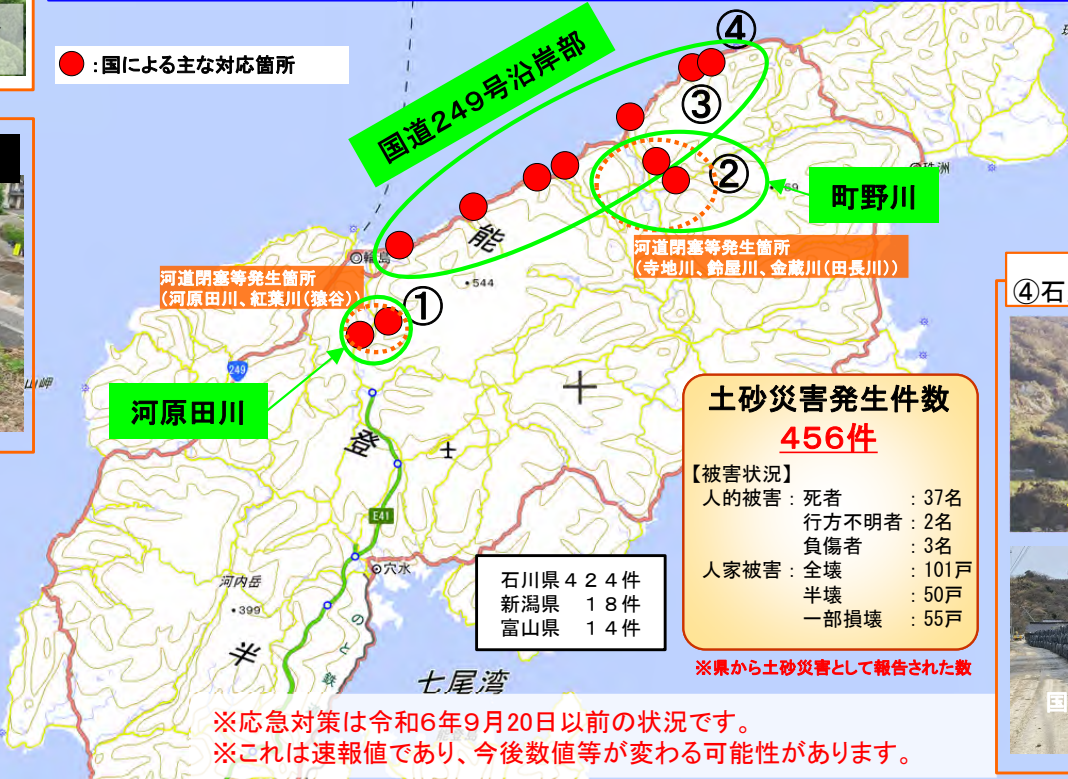 ●：国による主な対応箇所
国道249号沿岸部
④
③
②
町野川
珠洲
69
能
輪島
河道閉塞等発生箇所
（寺地川、鈴屋川、金蔵川（田長川））
河道閉塞等発生箇所
（河原田川、紅葉川（猿谷））
①
・544
249
山岬
河原田川
④石
登
土砂災害発生件数
456件
【被害状況】
人的被害：死者　：37名
行方不明者：2名
負傷者　：3名
人家被害：全壊　：101戸
半壊　：50戸
一部損壊　：55戸
※県から土砂災害として報告された数
E41
穴水
河内岳
・399
石川県４２４件
新潟県　１８件
富山県　１４件
半
のと鉄
七尾湾
国
※応急対策は令和6年9月20日以前の状況です。
※これは速報値であり、今後数値等が変わる可能性があります。